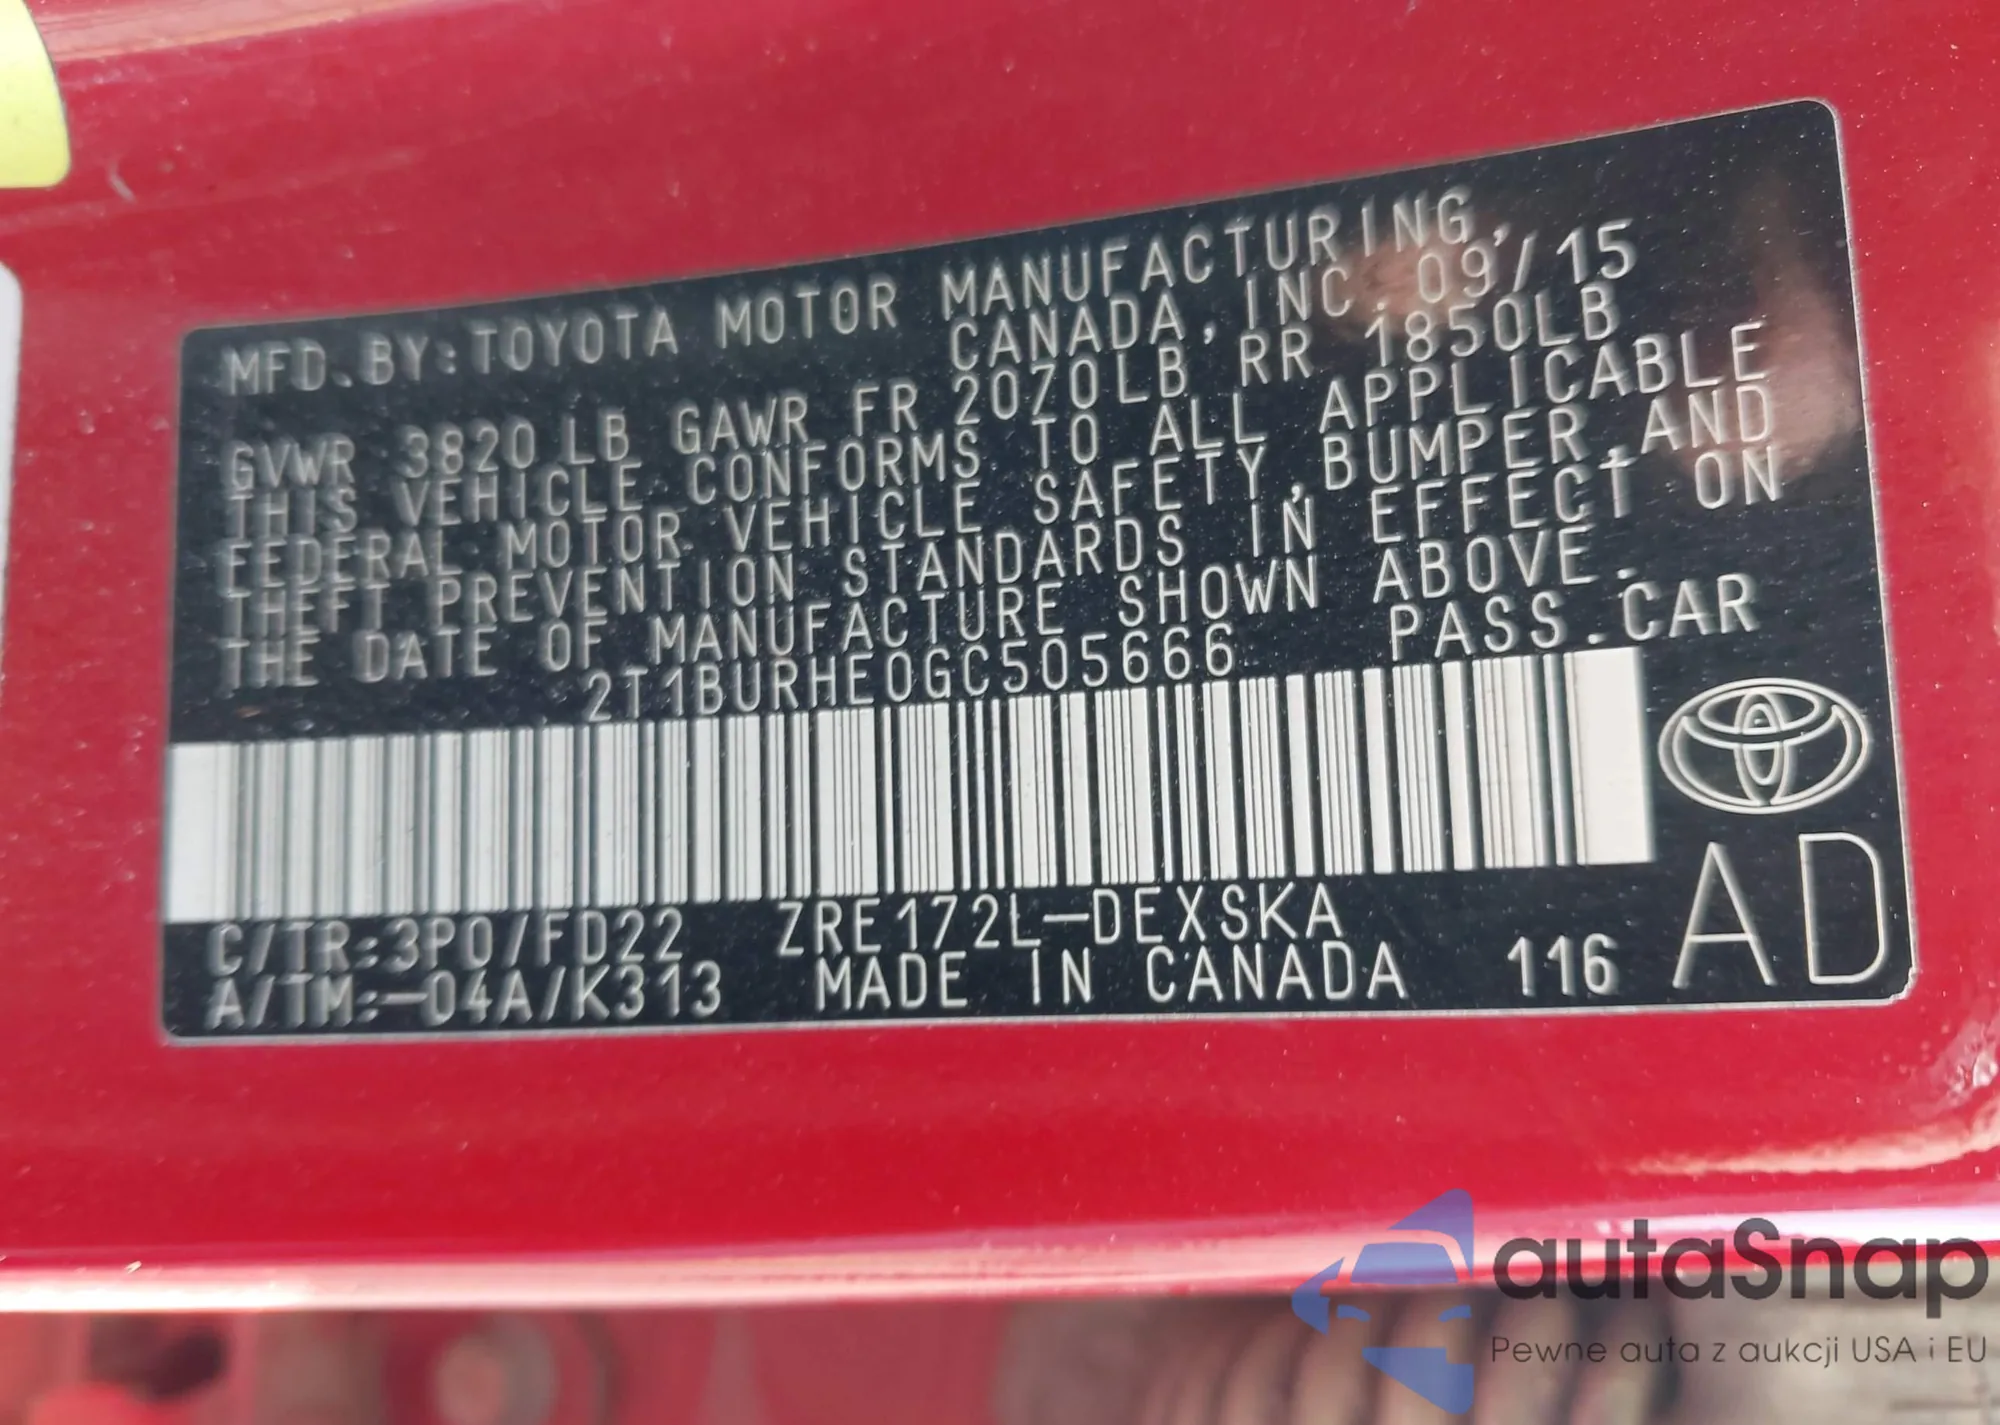 MFD. BY: TOYOTA MOTOR MANUFACTURING,
CANADA, INC. 09/15
GVWR 3820 LB GAWR FR 2070LB RR 1850LB
THIS VEHICLE CONFORMS TO ALL APPLICABLE
FEDERAL MOTOR VEHICLE SAFETY, BUMPER, AND
THEFT PREVENTION STANDARDS IN EFFECT ON
THE DATE OF MANUFACTURE SHOWN ABOVE.
2T1BURHE0GC505666 PASS. CAR
C/TR: 3P0/FD22 ZRE172L-DEXSKA
A/TM: -04A/K313 MADE IN CANADA 116 AD
autaSnap
Pewne auta z aukcji USA i EU